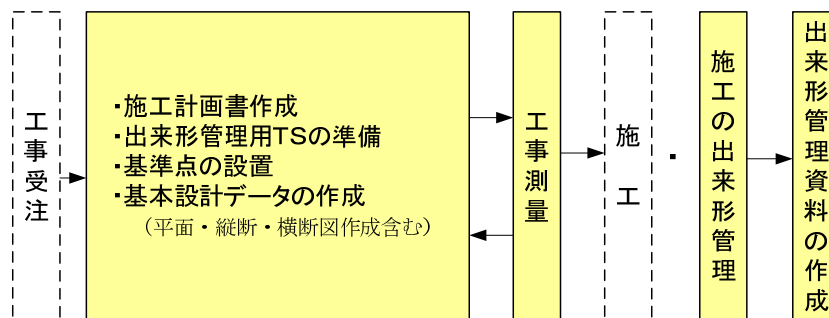 工事受注
・施工計画書作成
・出来形管理用TSの準備
・基準点の設置
・基本設計データの作成
（平面・縦断・横断図作成含む）
工事測量
施工
・
施工の出来形管理
出来形管理資料の作成